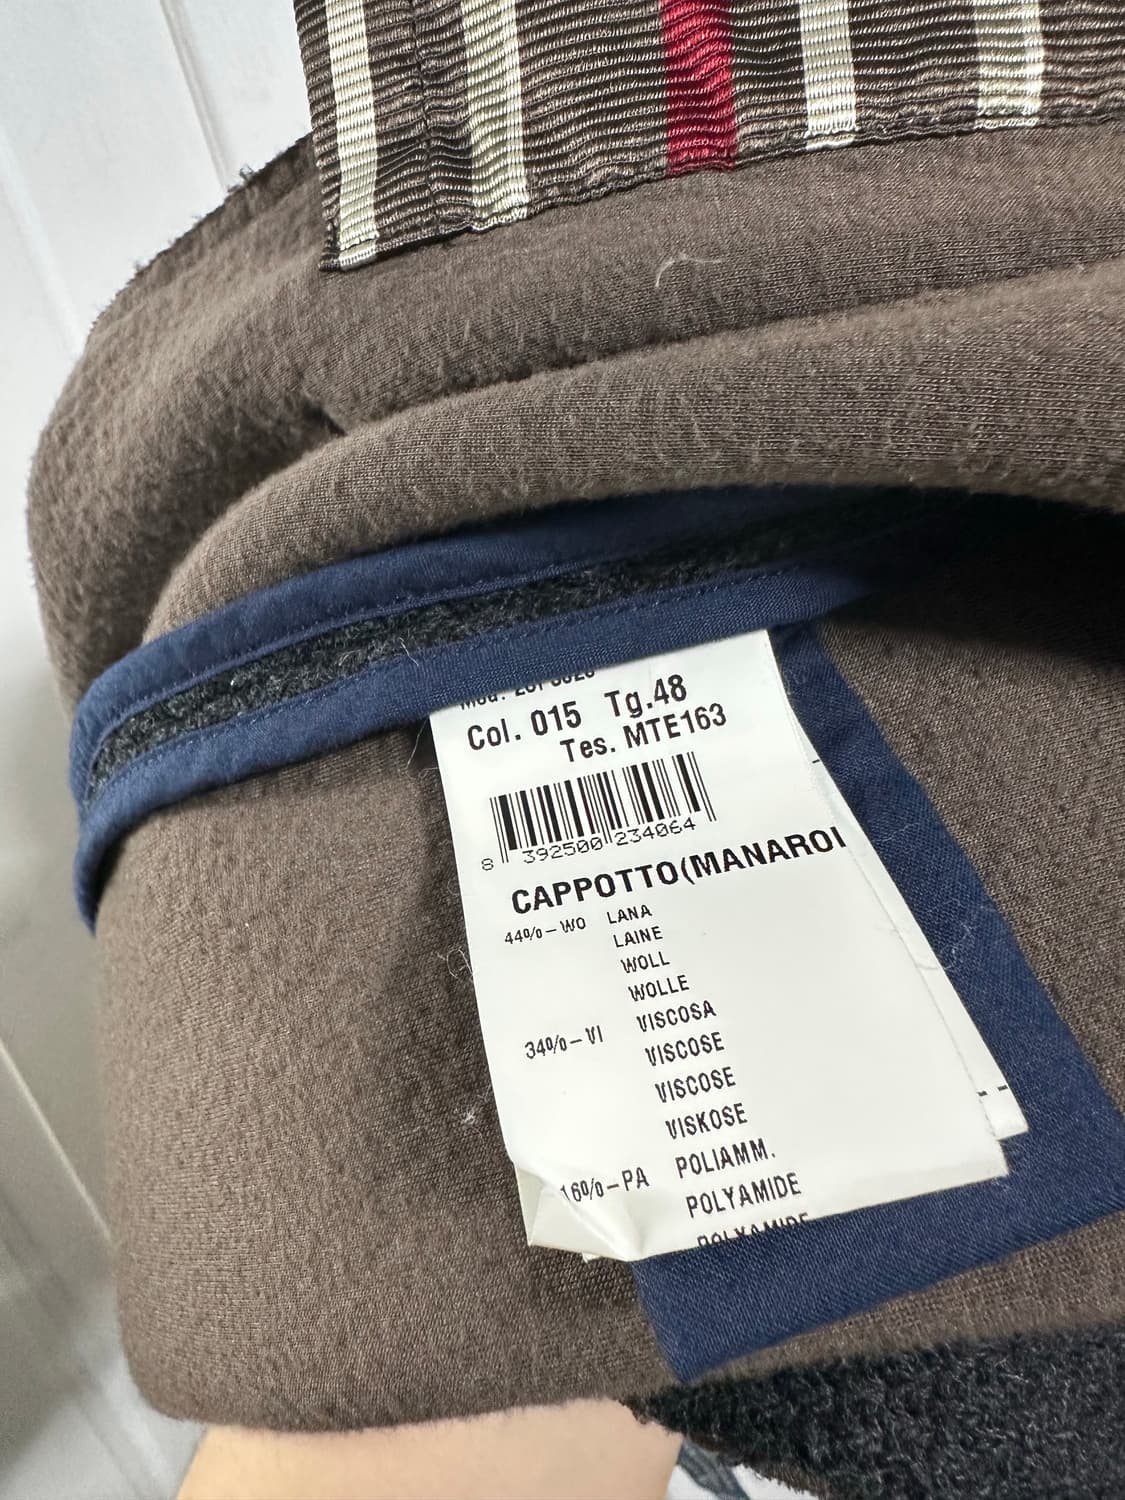 Col. 015 Tg.48
Tes. MTE163
8 392500 234064
CAPPOTTO(MANAROI
44%-WO LANA
LAINE
WOLL
WOLLE
34%-VI VISCOSA
VISCOSE
VISCOSE
VISKOSE
16%-PA POLIAMM.
POLYAMIDE
POLYAMIDE